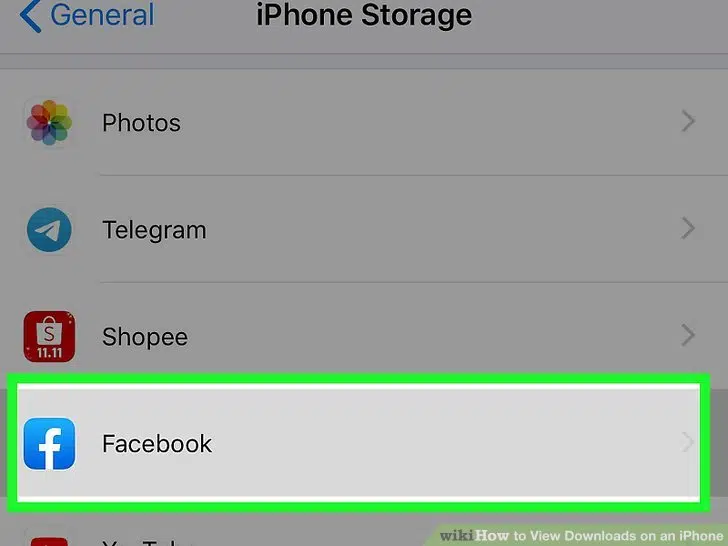 General
iPhone Storage
Photos
Telegram
S
11.11
Shopee
Facebook
YouTube
wikiHow to View Downloads on an iPhone